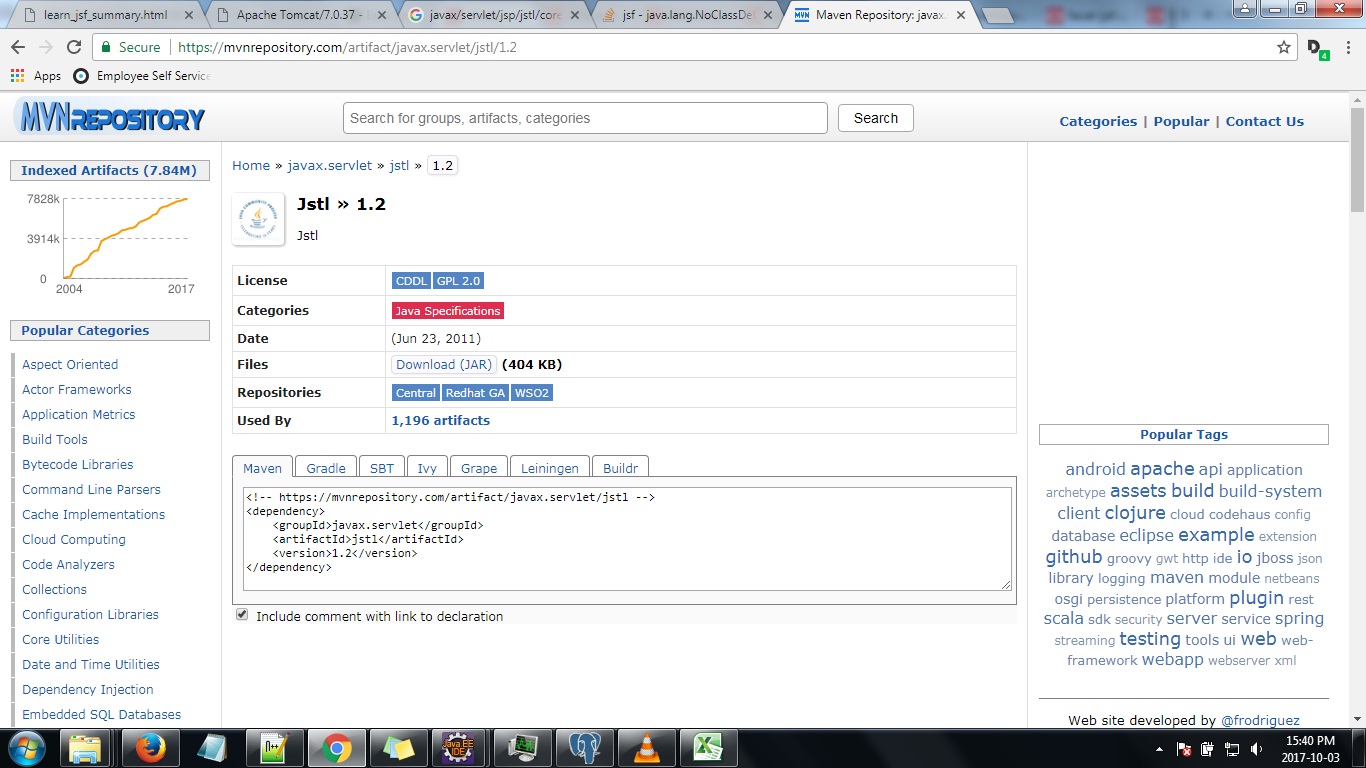 learn_jsf_summary.html
Apache Tomcat/7.0.37 -
javax/servlet/jsp/jstl/core
jsf - java.lang.NoClassDef
Maven Repository: javax.
Secure
https://mvnrepository.com/artifact/javax.servlet/jstl/1.2
4
Apps
Employee Self Service
MVNREPOSITORY
Search for groups, artifacts, categories
Search
Categories | Popular | Contact Us
Indexed Artifacts (7.84M)
7828k
3914k
0
2004
2017
Popular Categories
Aspect Oriented
Actor Frameworks
Application Metrics
Build Tools
Bytecode Libraries
Command Line Parsers
Cache Implementations
Cloud Computing
Code Analyzers
Collections
Configuration Libraries
Core Utilities
Date and Time Utilities
Dependency Injection
Embedded SQL Databases
Home » javax.servlet » jstl » 1.2
Jstl » 1.2
Jstl
License CDDL GPL 2.0
Categories Java Specifications
Date (Jun 23, 2011)
Files Download (JAR) (404 KB)
Repositories Central Redhat GA WSO2
Used By 1,196 artifacts
Maven Gradle SBT Ivy Grape Leiningen Buildr
<!-- https://mvnrepository.com/artifact/javax.servlet/jstl -->
<dependency>
<groupId>javax.servlet</groupId>
<artifactId>jstl</artifactId>
<version>1.2</version>
</dependency>
Include comment with link to declaration
Popular Tags
android apache api application
archetype assets build build-system
client clojure cloud codehaus config
database eclipse example extension
github groovy gwt http ide io jboss json
library logging maven module netbeans
osgi persistence platform plugin rest
scala sdk security server service spring
streaming testing tools ui web web-
framework webapp webserver xml
Web site developed by @frodriguez
Java EE
IDE
15:40 PM
2017-10-03